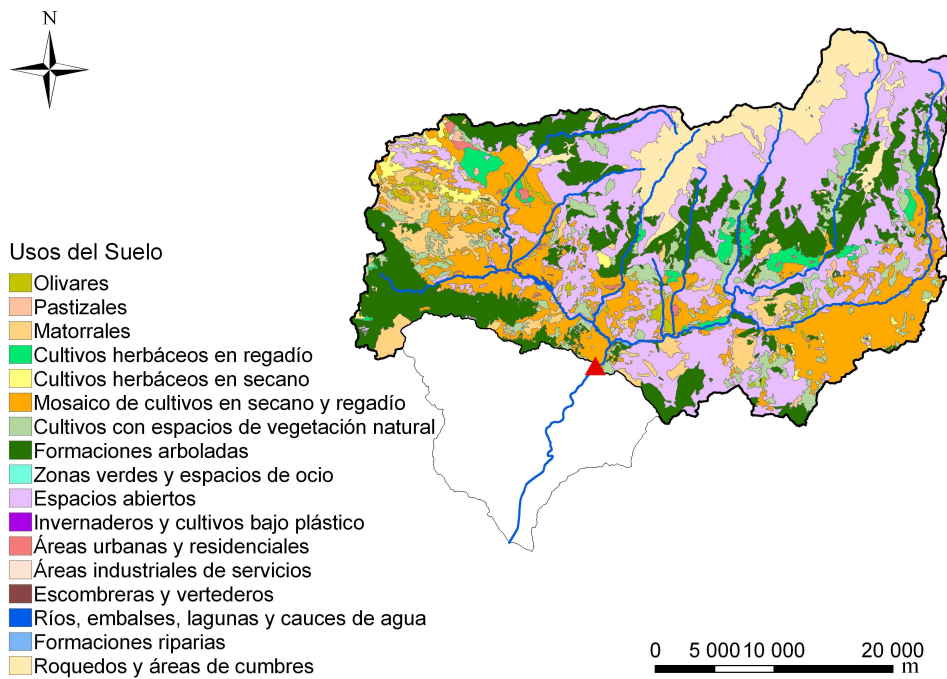 N
Usos del Suelo
Olivares
Pastizales
Matorrales
Cultivos herbáceos en regadío
Cultivos herbáceos en secano
Mosaico de cultivos en secano y regadío
Cultivos con espacios de vegetación natural
Formaciones arboladas
Zonas verdes y espacios de ocio
Espacios abiertos
Invernaderos y cultivos bajo plástico
Áreas urbanas y residenciales
Áreas industriales de servicios
Escombreras y vertederos
Ríos, embalses, lagunas y cauces de agua
Formaciones riparias
Roquedos y áreas de cumbres
0 5 000 10 000 20 000
m